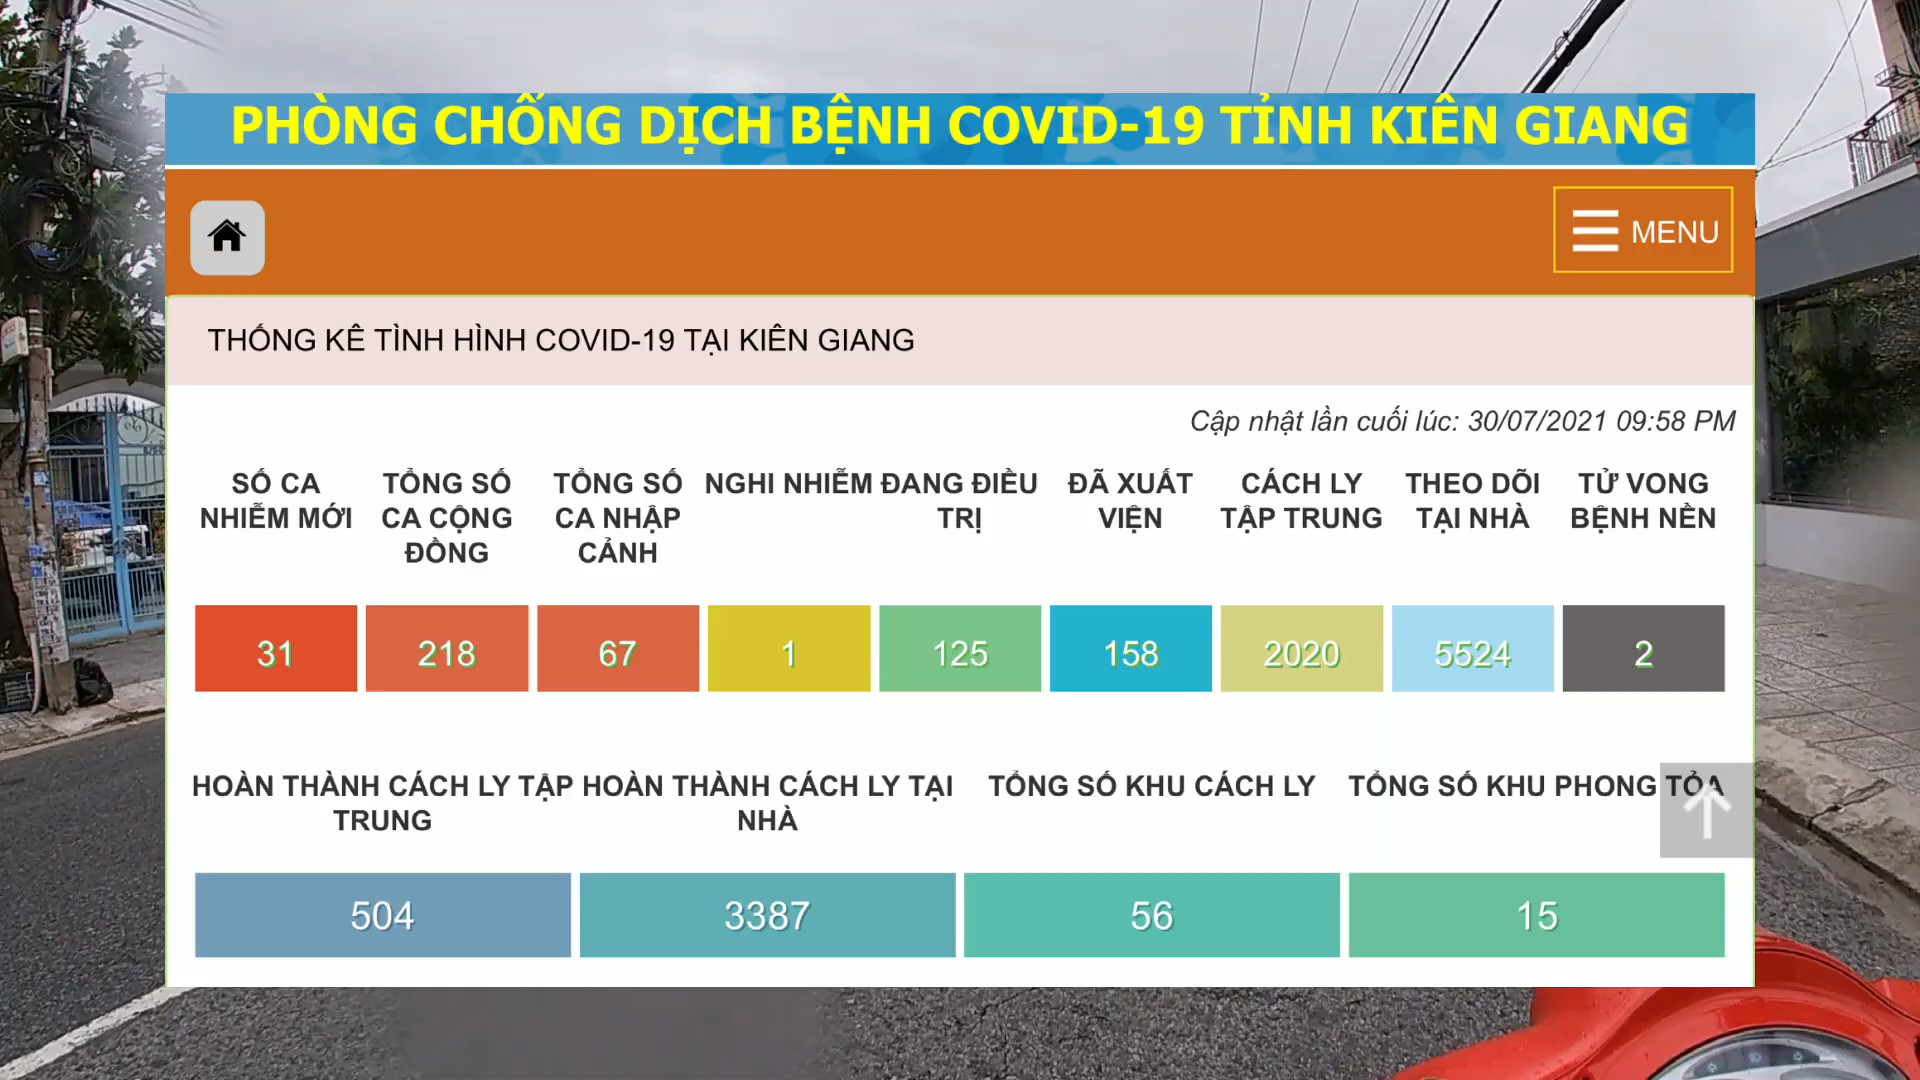 PHÒNG CHỐNG DỊCH BỆNH COVID-19 TỈNH KIÊN GIANG
MENU
THỐNG KÊ TÌNH HÌNH COVID-19 TẠI KIÊN GIANG
Cập nhật lần cuối lúc: 30/07/2021 09:58 PM
SỐ CA
NHIỄM MỚI
TỔNG SỐ
CA CỘNG
ĐỒNG
TỔNG SỐ
CA NHẬP
CẢNH
NGHI NHIỄM
ĐANG ĐIỀU
TRỊ
ĐÃ XUẤT
VIỆN
CÁCH LY
TẬP TRUNG
THEO DÕI
TẠI NHÀ
TỬ VONG
BỆNH NỀN
31
218
67
1
125
158
2020
5524
2
HOÀN THÀNH CÁCH LY TẬP
TRUNG
HOÀN THÀNH CÁCH LY TẠI
NHÀ
TỔNG SỐ KHU CÁCH LY
TỔNG SỐ KHU PHONG TỎA
504
3387
56
15